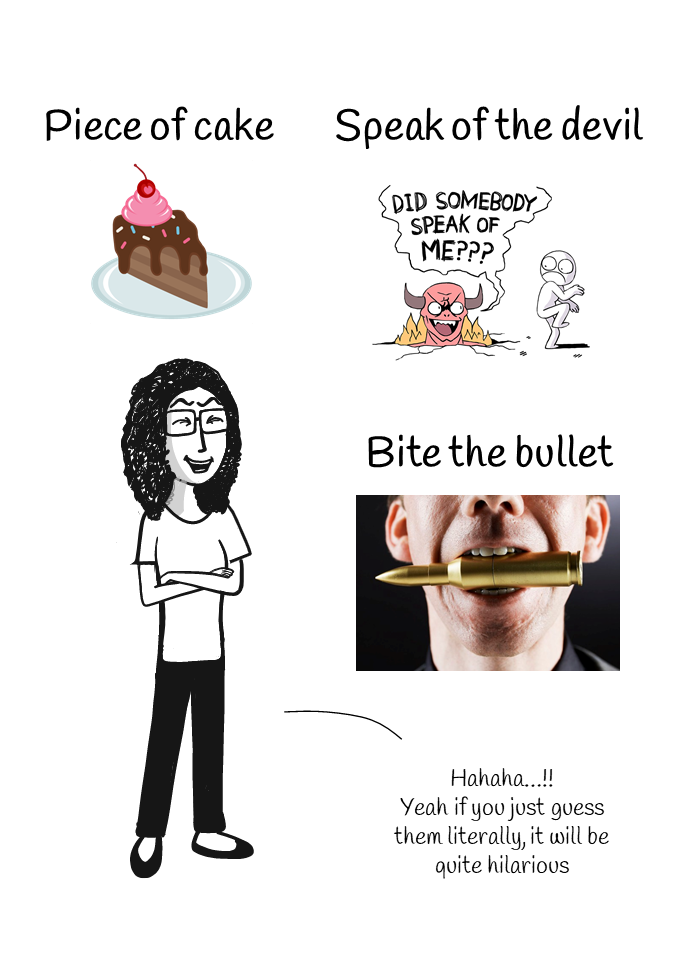 Piece of cake
Speak of the devil
DID SOMEBODY
SPEAK OF
ME???
Bite the bullet
Hahaha...!!
Yeah if you just guess
them literally, it will be
quite hilarious